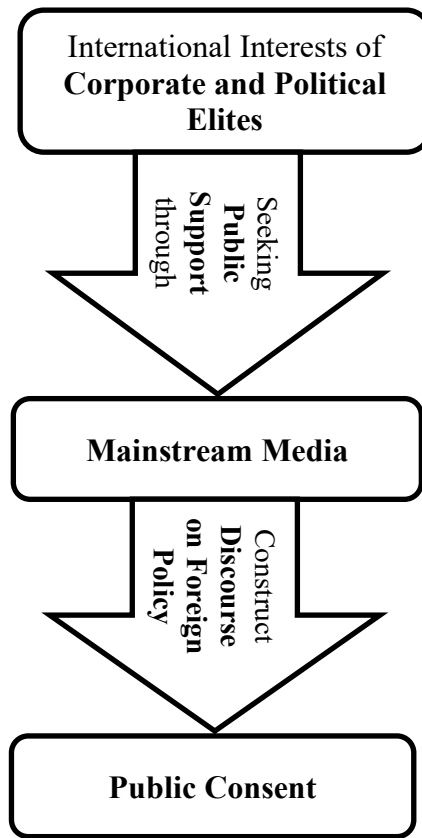 International Interests of
Corporate and Political
Elites
Seeking
Public
Support
through
Mainstream Media
Construct
Discourse
on Foreign
Policy
Public Consent